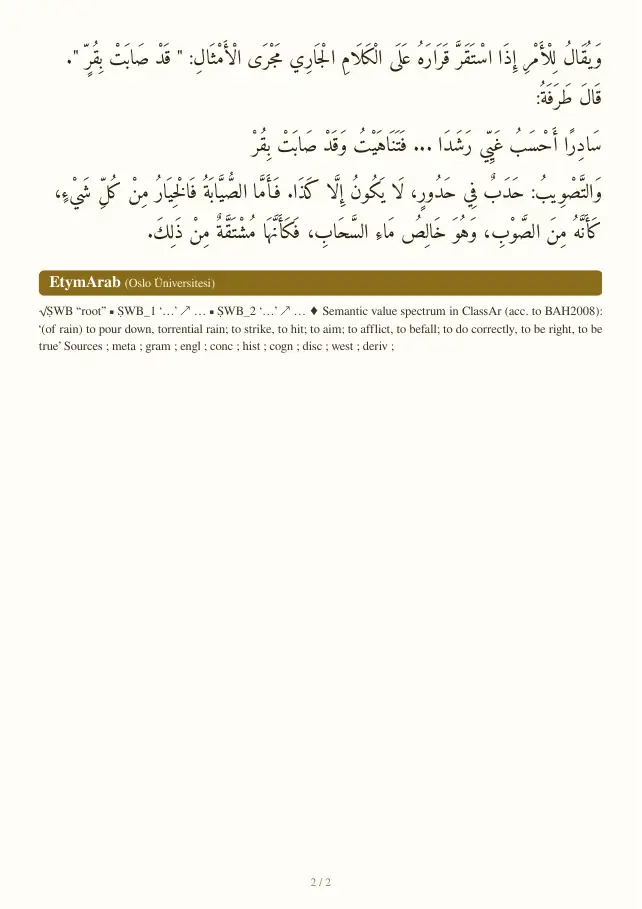 وَيُقَالُ لِلْأَمْرِ إِذَا اسْتَقَرَّ قَرَارَهُ عَلَى الْكَلَامِ الْجَارِي مَجْرَى الْأَمْثَالِ: " قَدْ صَابَتْ بِقُرٍّ ".
قَالَ طَرَفَةُ:
سَادِرًا أَحْسَبُ غَيِّي رَشَدَا ... فَتَنَاهَيْتُ وَقَدْ صَابَتْ بِقُرْ
وَالتَّصْوِيبُ: حَدَبٌ فِي حَدُورٍ، لَا يَكُونُ إِلَّا كَذَا. فَأَمَّا الصُّيَّابَةُ فَالْخِيَارُ مِنْ كُلِّ شَيْءٍ،
كَأَنَّهُ مِنَ الصَّوْبِ، وَهُوَ خَالِصُ مَاءِ السَّحَابِ، فَكَأَنَّهَا مُشْتَقَّةٌ مِنْ ذَلِكَ.
EtymArab (Oslo Üniversitesi)
√ṢWB “root” ▪ ṢWB_1 ‘…’ ↗ … ▪ ṢWB_2 ‘…’ ↗ … ♦ Semantic value spectrum in ClassAr (acc. to BAH2008):
‘(of rain) to pour down, torrential rain; to strike, to hit; to aim; to afflict, to befall; to do correctly, to be right, to be
true’ Sources ; meta ; gram ; engl ; conc ; hist ; cogn ; disc ; west ; deriv ;
2 / 2